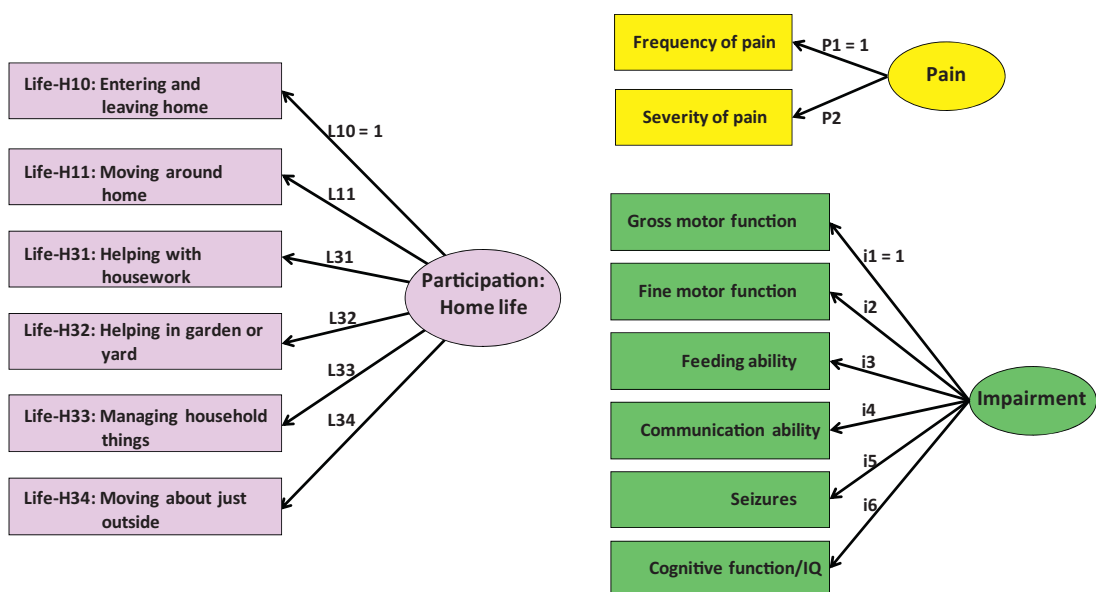 Life-H10: Entering and
leaving home
Life-H11: Moving around
home
Life-H31: Helping with
housework
Life-H32: Helping in garden or
yard
Life-H33: Managing household
things
Life-H34: Moving about just
outside
L10 = 1
L11
L31
L32
L33
L34
Participation:
Home life
Frequency of pain
Severity of pain
P1 = 1
P2
Pain
Gross motor function
Fine motor function
Feeding ability
Communication ability
Seizures
Cognitive function/IQ
i1 = 1
i2
i3
i4
i5
i6
Impairment